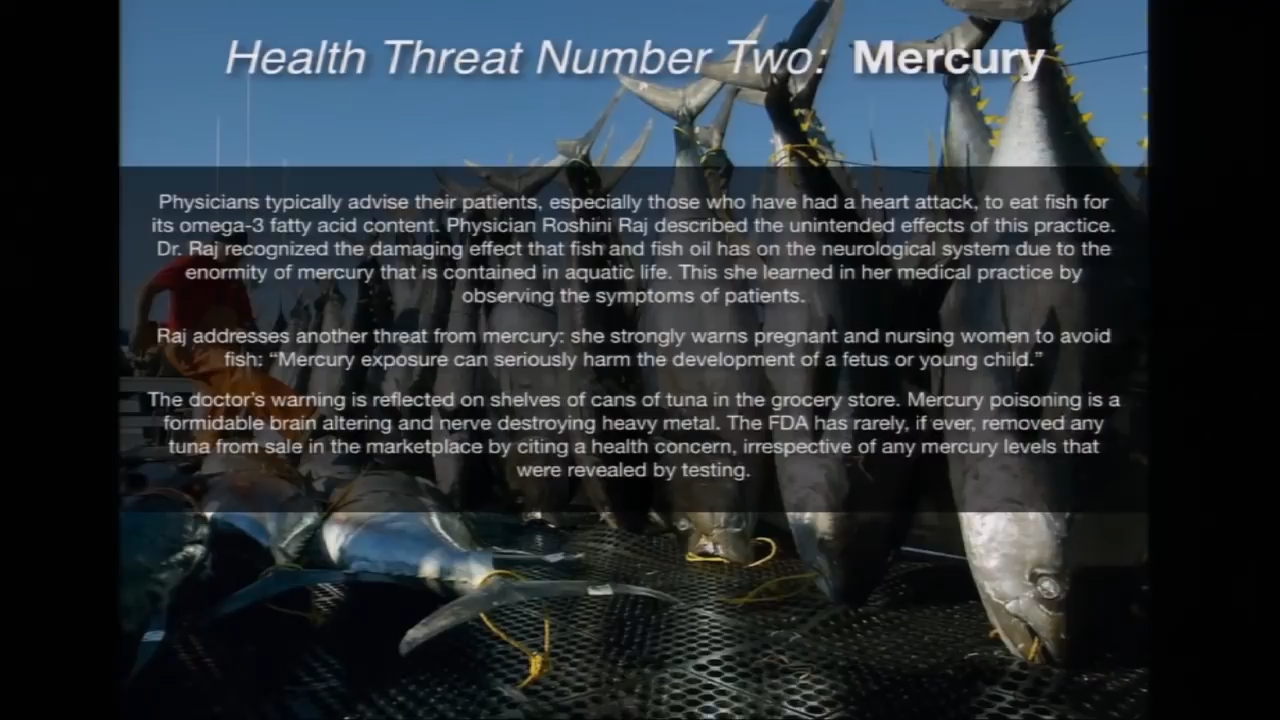 Health Threat Number Two: Mercury
Physicians typically advise their patients, especially those who have had a heart attack, to eat fish for
its omega-3 fatty acid content. Physician Roshini Raj described the unintended effects of this practice.
Dr. Raj recognized the damaging effect that fish and fish oil has on the neurological system due to the
enormity of mercury that is contained in aquatic life. This she learned in her medical practice by
observing the symptoms of patients.
Raj addresses another threat from mercury: she strongly warns pregnant and nursing women to avoid
fish: “Mercury exposure can seriously harm the development of a fetus or young child.”
The doctor’s warning is reflected on shelves of cans of tuna in the grocery store. Mercury poisoning is a
formidable brain altering and nerve destroying heavy metal. The FDA has rarely, if ever, removed any
tuna from sale in the marketplace by citing a health concern, irrespective of any mercury levels that
were revealed by testing.